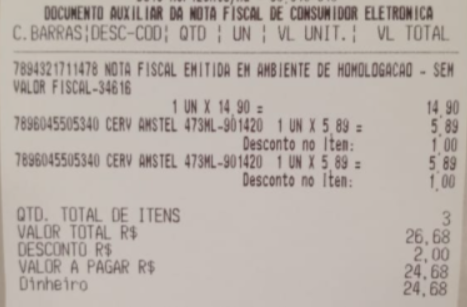 DOCUMENTO AUXILIAR DA NOTA FISCAL DE CONSUMIDOR ELETRONICA
C.BARRAS|DESC-COD| QTD | UN | VL UNIT.| VL TOTAL
7894321711478 NOTA FISCAL EMITIDA EM AMBIENTE DE HOMOLOGACAO - SEM
VALOR FISCAL-34616
1 UN X 14,90 = 14,90
7896045505340 CERV AMSTEL 473ML-901420 1 UN X 5,89 = 5,89
Desconto no Item: 1,00
7896045505340 CERV AMSTEL 473ML-901420 1 UN X 5,89 = 5,89
Desconto no Item: 1,00
QTD. TOTAL DE ITENS 3
VALOR TOTAL R$ 26,68
DESCONTO R$ 2,00
VALOR A PAGAR R$ 24,68
Dinheiro 24,68